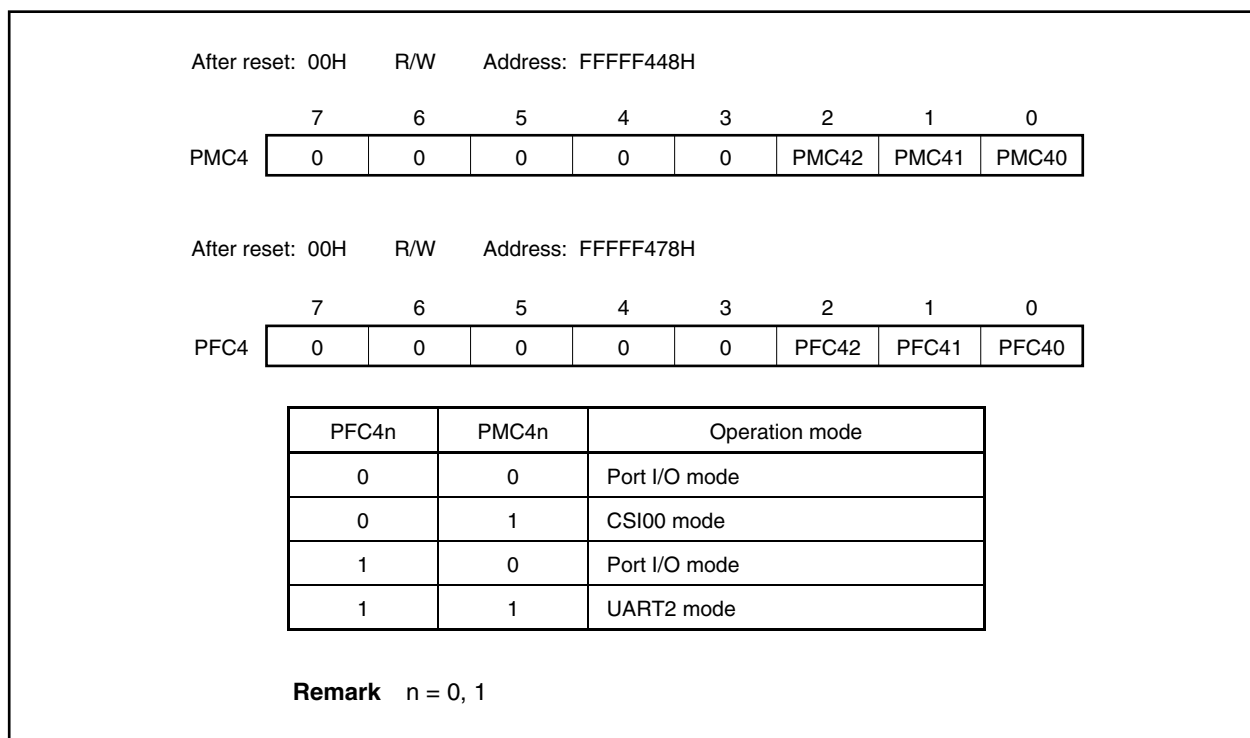 After reset: 00H R/W Address: FFFFF448H
7 6 5 4 3 2 1 0
PMC4 0 0 0 0 0 PMC42 PMC41 PMC40
After reset: 00H R/W Address: FFFFF478H
7 6 5 4 3 2 1 0
PFC4 0 0 0 0 0 PFC42 PFC41 PFC40
PFC4n PMC4n Operation mode
0 0 Port I/O mode
0 1 CSI00 mode
1 0 Port I/O mode
1 1 UART2 mode
Remark n = 0, 1